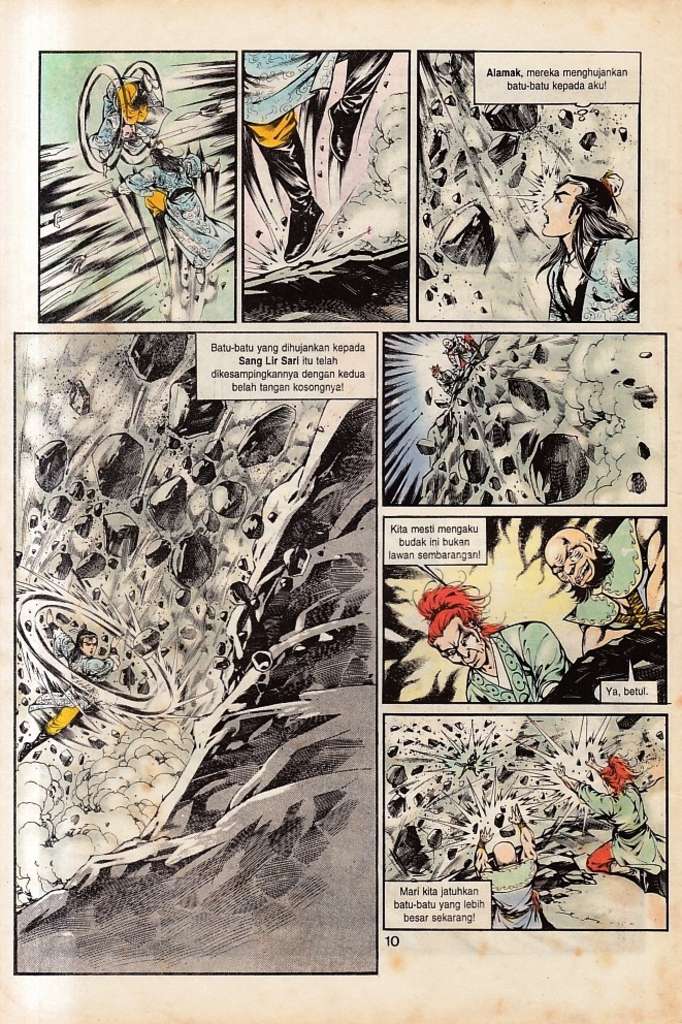 Alamak, mereka menghujankan
batu-batu kepada aku!
Batu-batu yang dihujankan kepada
Sang Lir Sari itu telah
dikesampingkannya dengan kedua
belah tangan kosongnya!
Kita mesti mengaku
budak ini bukan
lawan sembarangan!
Ya, betul.
Mari kita jatuhkan
batu-batu yang lebih
besar sekarang!
10